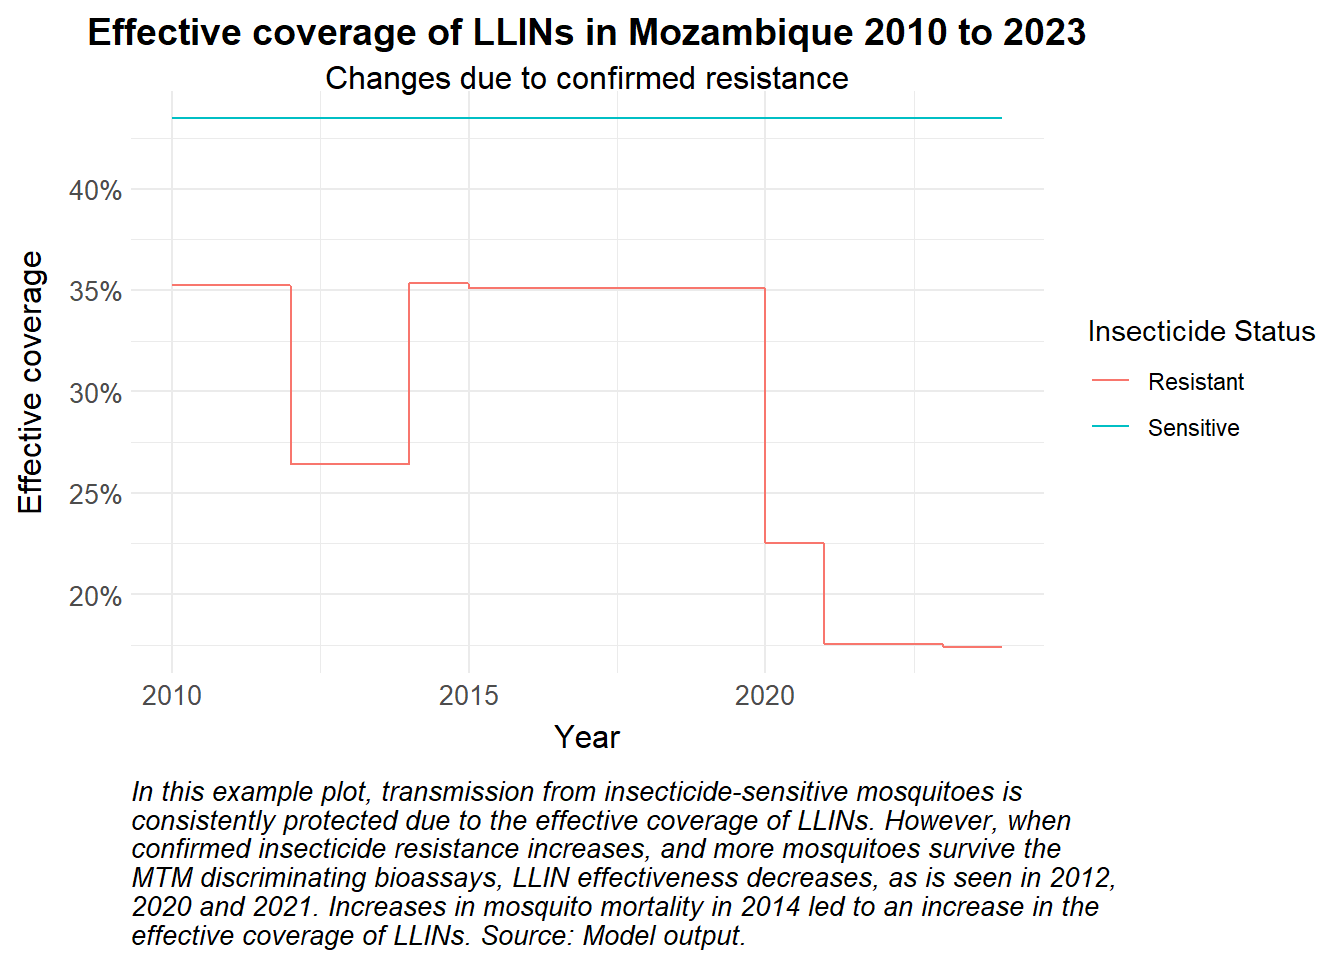 Effective coverage of LLINs in Mozambique 2010 to 2023
Changes due to confirmed resistance
Effective coverage
40%
35%
30%
25%
20%
2010
2015
2020
Year
Insecticide Status
Resistant
Sensitive
In this example plot, transmission from insecticide-sensitive mosquitoes is
consistently protected due to the effective coverage of LLINs. However, when
confirmed insecticide resistance increases, and more mosquitoes survive the
MTM discriminating bioassays, LLIN effectiveness decreases, as is seen in 2012,
2020 and 2021. Increases in mosquito mortality in 2014 led to an increase in the
effective coverage of LLINs. Source: Model output.